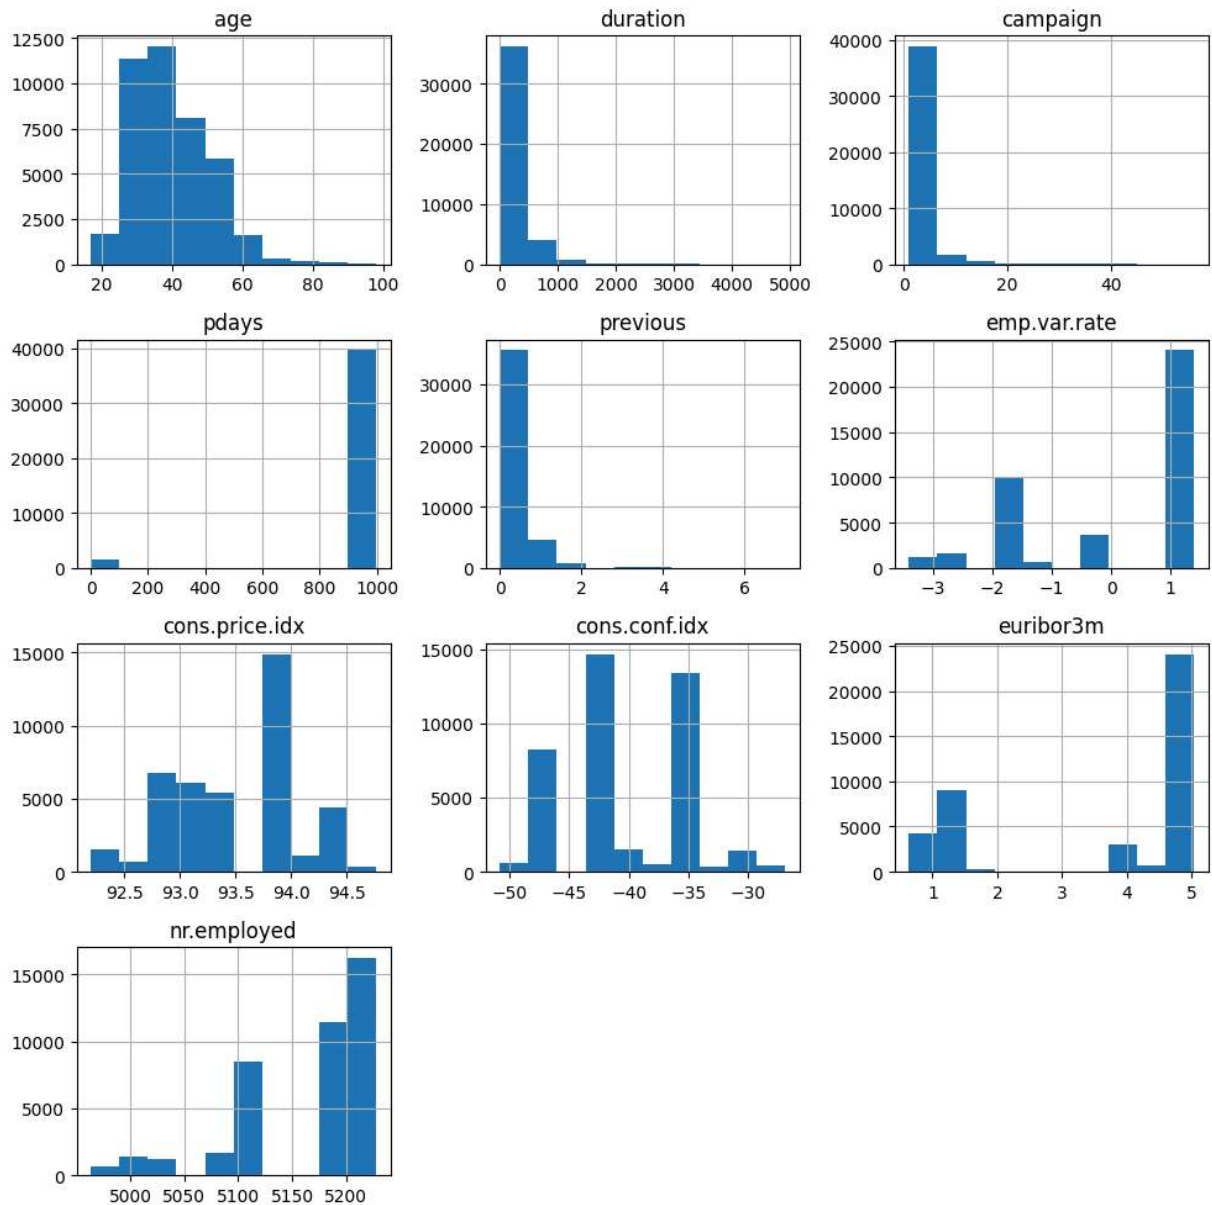 age
12500
10000
7500
5000
2500
0
20 40 60 80 100
duration
30000
20000
10000
0
0 1000 2000 3000 4000 5000
campaign
40000
30000
20000
10000
0
0 20 40
pdays
40000
30000
20000
10000
0
0 200 400 600 800 1000
previous
30000
20000
10000
0
0 2 4 6
emp.var.rate
25000
20000
15000
10000
5000
0
−3 −2 −1 0 1
cons.price.idx
15000
10000
5000
0
92.5 93.0 93.5 94.0 94.5
cons.conf.idx
15000
10000
5000
0
−50 −45 −40 −35 −30
euribor3m
25000
20000
15000
10000
5000
0
1 2 3 4 5
nr.employed
15000
10000
5000
0
5000 5050 5100 5150 5200